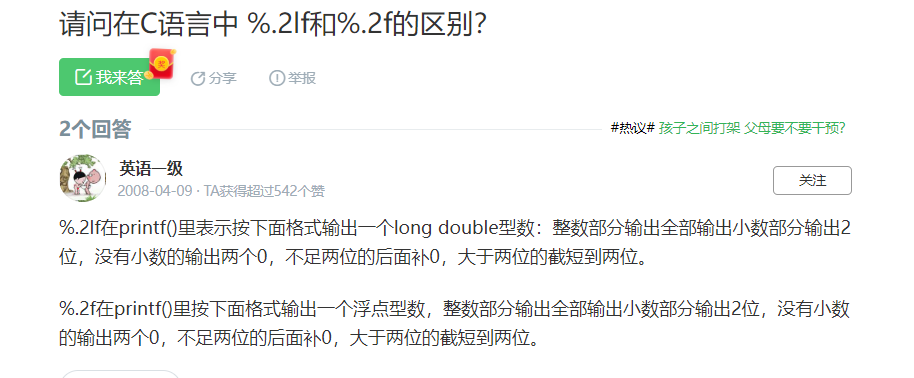 请问在C语言中 %.2lf和%.2f的区别?
我来答
奖
分享
举报
2个回答
#热议# 孩子之间打架 父母要不要干预?
英语一级
2008-04-09 · TA获得超过542个赞
关注
%.2lf在printf()里表示按下面格式输出一个long double型数：整数部分输出全部输出小数部分输出2
位，没有小数的输出两个0，不足两位的后面补0，大于两位的截短到两位。
%.2f在printf()里按下面格式输出一个浮点型数，整数部分输出全部输出小数部分输出2位，没有小数
的输出两个0，不足两位的后面补0，大于两位的截短到两位。